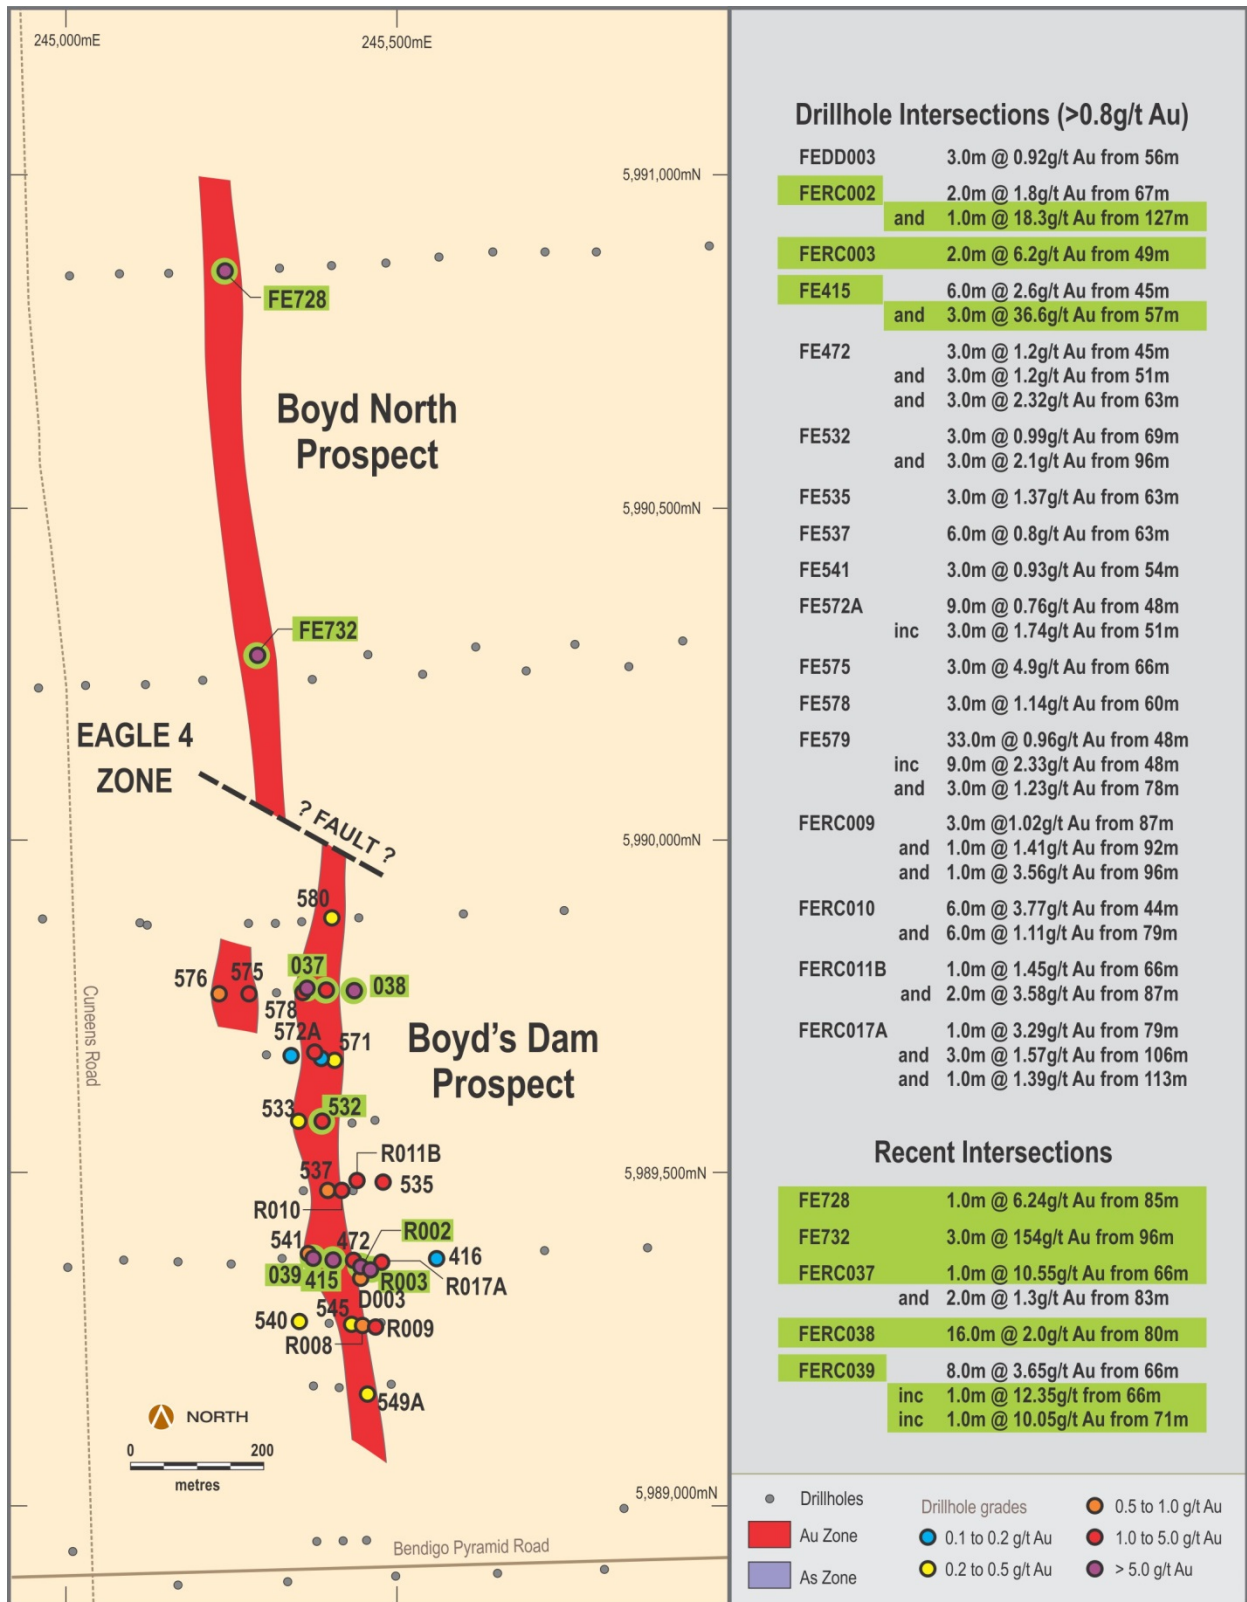 245,000mE
245,500mE
5,991,000mN
FE728
Boyd North
Prospect
5,990,500mN
FE732
EAGLE 4
ZONE
? FAULT ?
5,990,000mN
580
576
575
037
038
578
572A
571
Boyd's Dam
Prospect
Cuneens Road
533
532
R011B
5,989,500mN
537
535
R010
541
472
R002
416
039
415
R003
R017A
D003
540
545
R009
R008
549A
NORTH
0 200
metres
5,989,000mN
Bendigo Pyramid Road
Drillhole Intersections (>0.8g/t Au)
FEDD003 3.0m @ 0.92g/t Au from 56m
FERC002 2.0m @ 1.8g/t Au from 67m
and 1.0m @ 18.3g/t Au from 127m
FERC003 2.0m @ 6.2g/t Au from 49m
FE415 6.0m @ 2.6g/t Au from 45m
and 3.0m @ 36.6g/t Au from 57m
FE472 3.0m @ 1.2g/t Au from 45m
and 3.0m @ 1.2g/t Au from 51m
and 3.0m @ 2.32g/t Au from 63m
FE532 3.0m @ 0.99g/t Au from 69m
and 3.0m @ 2.1g/t Au from 96m
FE535 3.0m @ 1.37g/t Au from 63m
FE537 6.0m @ 0.8g/t Au from 63m
FE541 3.0m @ 0.93g/t Au from 54m
FE572A 9.0m @ 0.76g/t Au from 48m
inc 3.0m @ 1.74g/t Au from 51m
FE575 3.0m @ 4.9g/t Au from 66m
FE578 3.0m @ 1.14g/t Au from 60m
FE579 33.0m @ 0.96g/t Au from 48m
inc 9.0m @ 2.33g/t Au from 48m
and 3.0m @ 1.23g/t Au from 78m
FERC009 3.0m @1.02g/t Au from 87m
and 1.0m @ 1.41g/t Au from 92m
and 1.0m @ 3.56g/t Au from 96m
FERC010 6.0m @ 3.77g/t Au from 44m
and 6.0m @ 1.11g/t Au from 79m
FERC011B 1.0m @ 1.45g/t Au from 66m
and 2.0m @ 3.58g/t Au from 87m
FERC017A 1.0m @ 3.29g/t Au from 79m
and 3.0m @ 1.57g/t Au from 106m
and 1.0m @ 1.39g/t Au from 113m
Recent Intersections
FE728 1.0m @ 6.24g/t Au from 85m
FE732 3.0m @ 154g/t Au from 96m
FERC037 1.0m @ 10.55g/t Au from 66m
and 2.0m @ 1.3g/t Au from 83m
FERC038 16.0m @ 2.0g/t Au from 80m
FERC039 8.0m @ 3.65g/t Au from 66m
inc 1.0m @ 12.35g/t from 66m
inc 1.0m @ 10.05g/t Au from 71m
Drillholes
Au Zone
As Zone
Drillhole grades
0.1 to 0.2 g/t Au
0.2 to 0.5 g/t Au
0.5 to 1.0 g/t Au
1.0 to 5.0 g/t Au
> 5.0 g/t Au